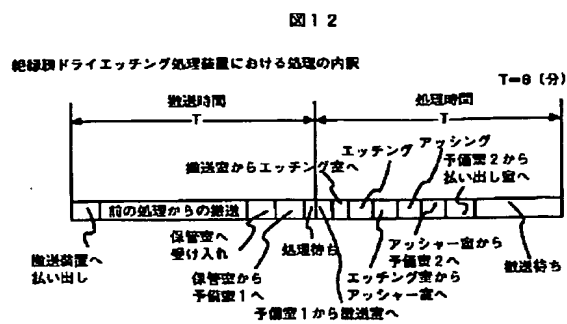 図12
絶縁膜ドライエッチング処理装置における処理の内訳
T=8（分）
搬送時間
T
処理時間
T
搬送室からエッチング室へ
エッチング
アッシング
予備室2から
払い出し室へ
前の処理からの搬送
搬送装置へ
払い出し
保管室へ
受け入れ
保管室から
予備室1へ
処理待ち
予備室1から搬送室へ
エッチング室から
アッシャー室へ
アッシャー室から
予備室2へ
搬送待ち